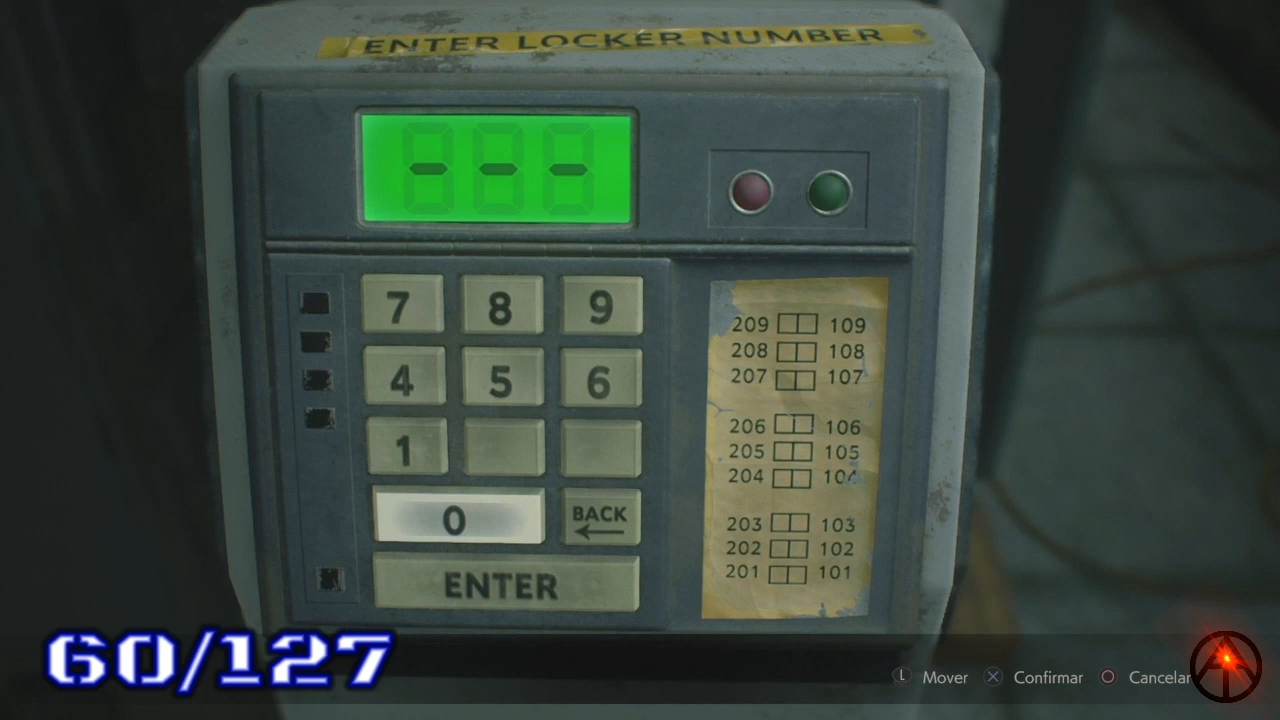 ENTER LOCKER NUMBER
- - -
7 8 9
4 5 6
1
0 BACK
ENTER
209 109
208 108
207 107
206 106
205 105
204 104
203 103
202 102
201 101
60/127
L Mover X Confirmar O Cancelar